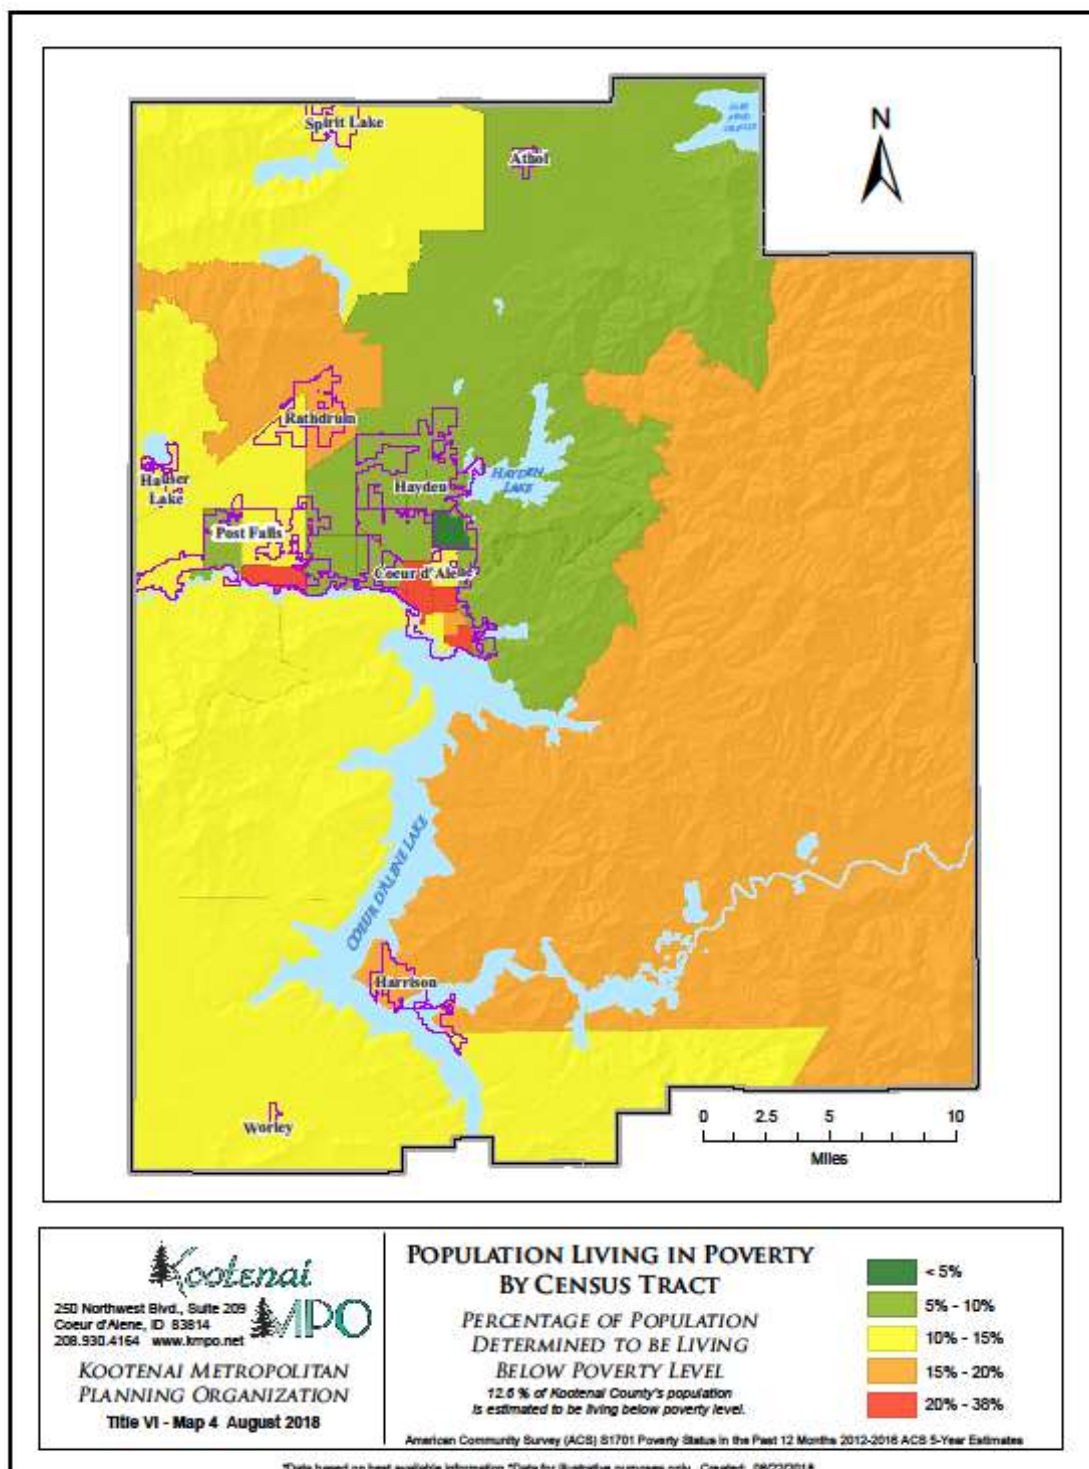 Spirit Lake
Athol
N
Rathdrum
Hauser
Lake
Hayden
HAYDEN
LAKE
Post Falls
Coeur d'Alene
COEUR D'ALENE LAKE
Harrison
Worley
0 2.5 5 10
Miles
Kootenai
MPO
250 Northwest Blvd., Suite 209
Coeur d'Alene, ID 83814
208.930.4164 www.kmpo.net
KOOTENAI METROPOLITAN
PLANNING ORGANIZATION
Title VI - Map 4 August 2018
POPULATION LIVING IN POVERTY
BY CENSUS TRACT
PERCENTAGE OF POPULATION
DETERMINED TO BE LIVING
BELOW POVERTY LEVEL
12.6 % of Kootenai County's population
is estimated to be living below poverty level.
< 5%
5% - 10%
10% - 15%
15% - 20%
20% - 38%
American Community Survey (ACS) S1701 Poverty Status in the Past 12 Months 2012-2016 ACS 5-Year Estimates